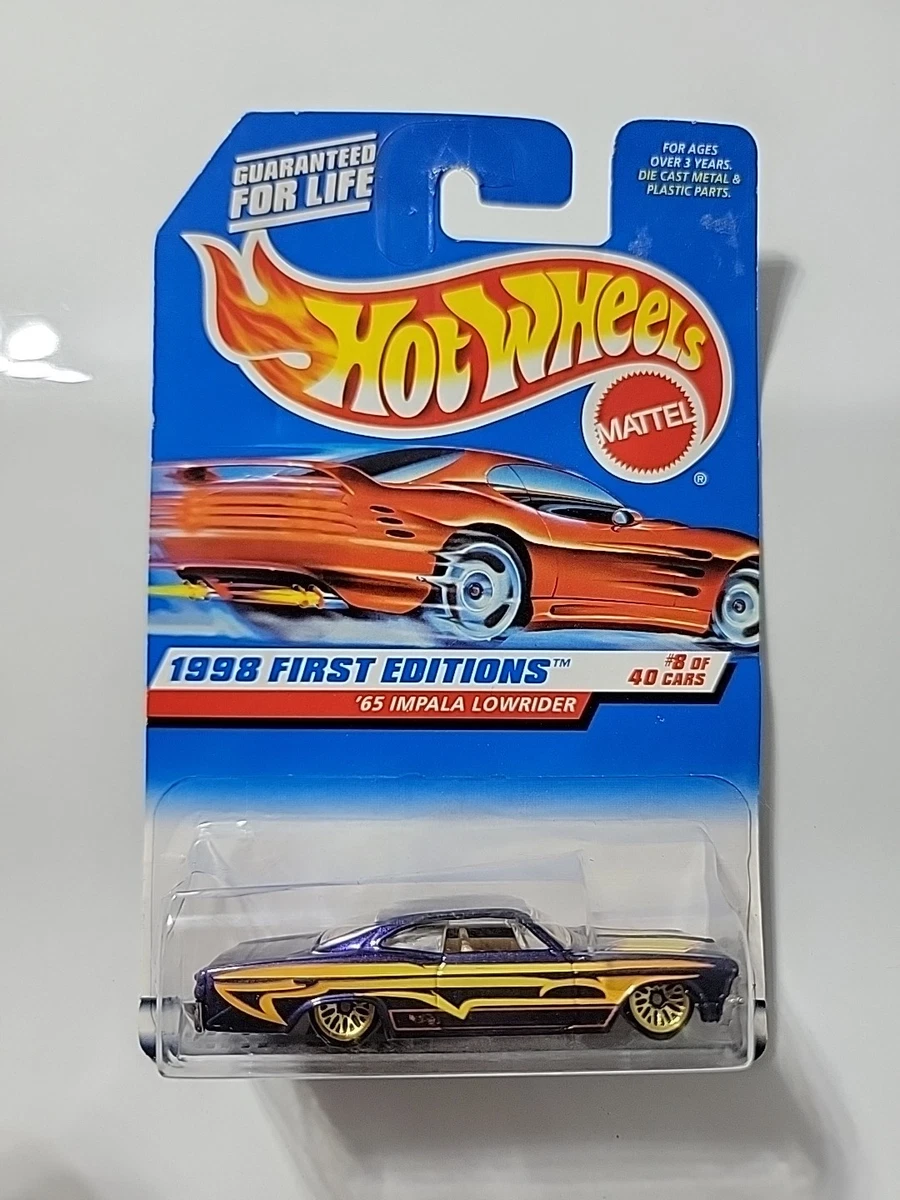 GUARANTEED
FOR LIFE
FOR AGES
OVER 3 YEARS.
DIE CAST METAL &
PLASTIC PARTS.
HOT WHEELS
MATTEL
®
1998 FIRST EDITIONS™
#8 OF
40 CARS
'65 IMPALA LOWRIDER